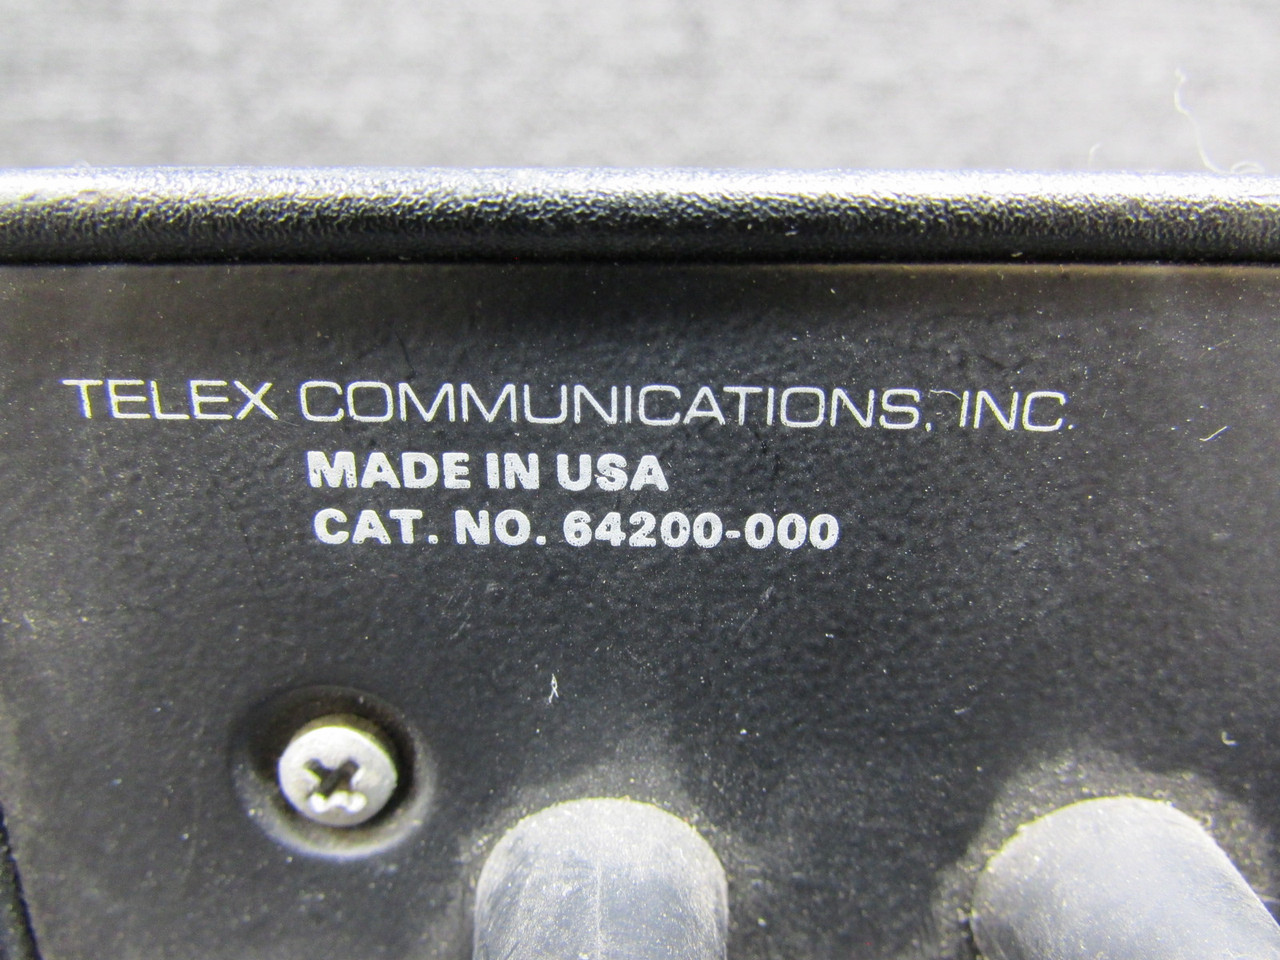 TELEX COMMUNICATIONS, INC.
MADE IN USA
CAT. NO. 64200-000